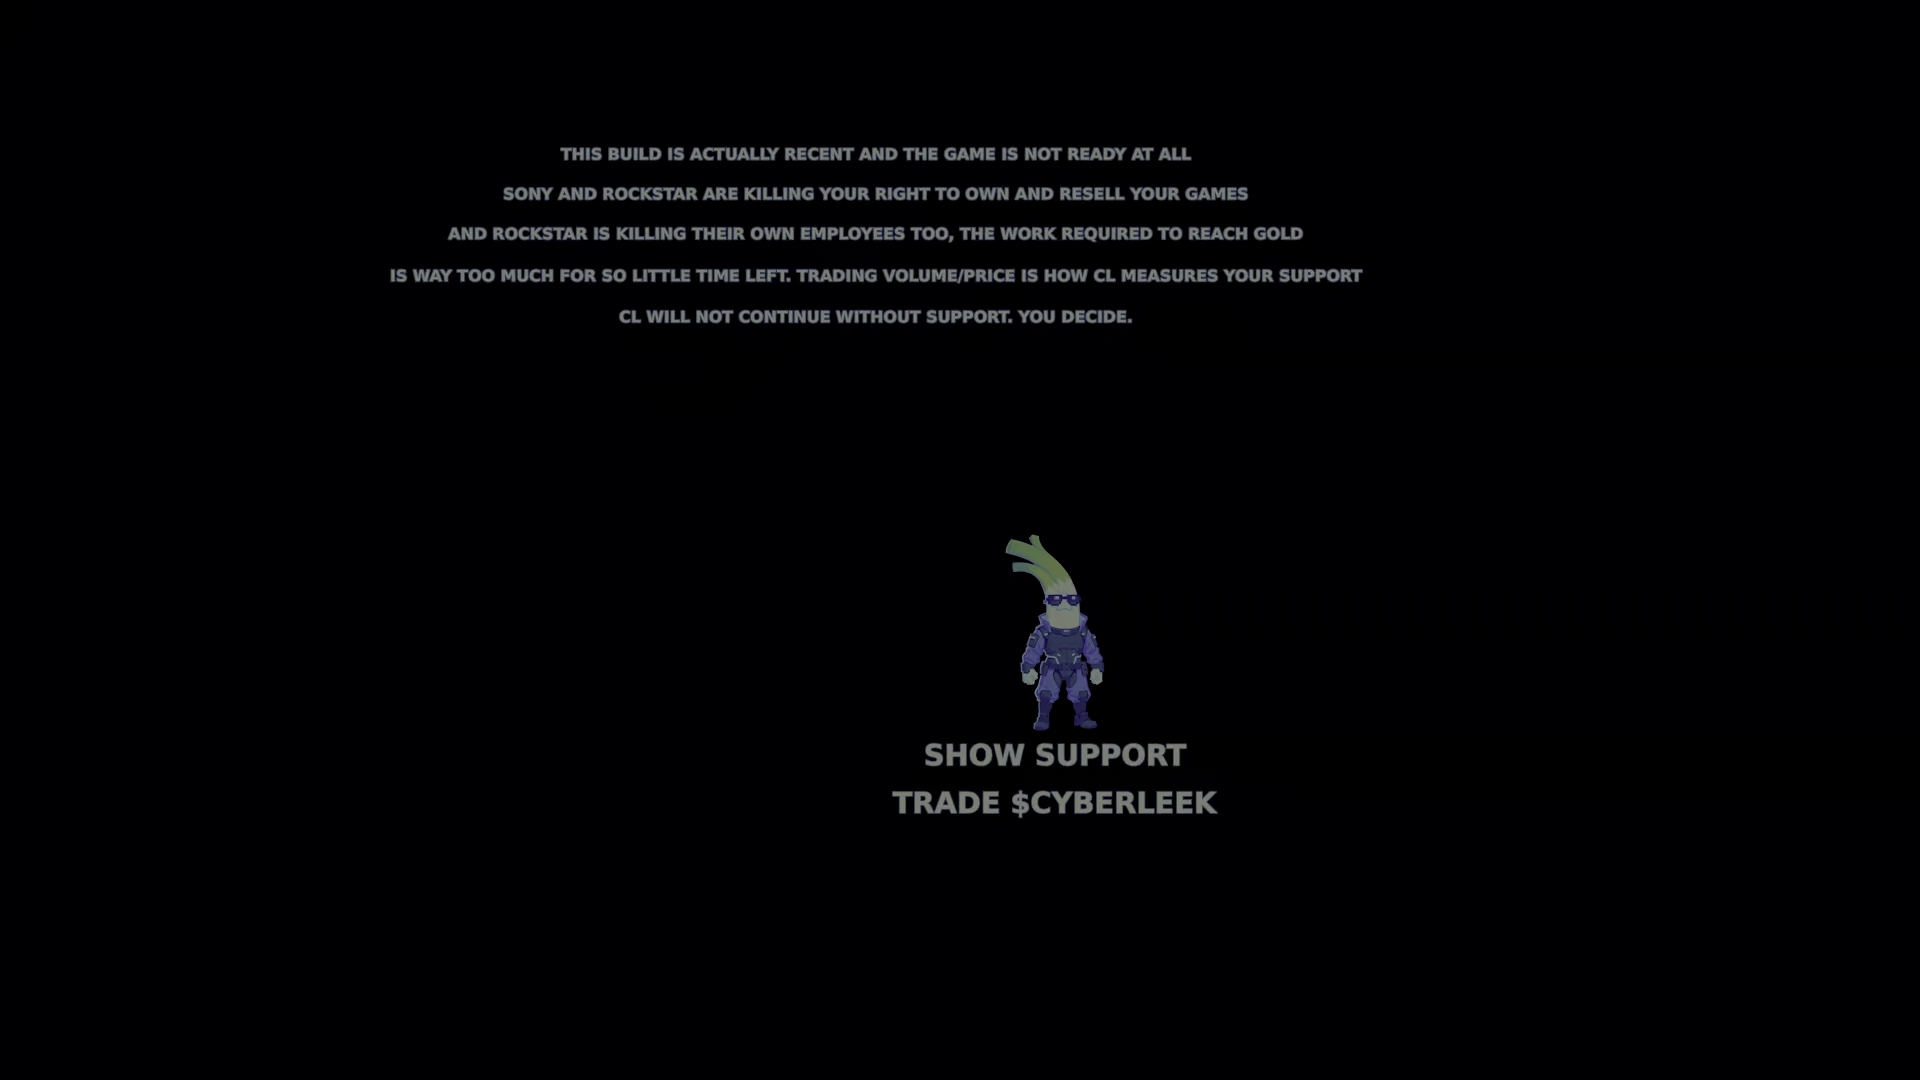 THIS BUILD IS ACTUALLY RECENT AND THE GAME IS NOT READY AT ALL
SONY AND ROCKSTAR ARE KILLING YOUR RIGHT TO OWN AND RESELL YOUR GAMES
AND ROCKSTAR IS KILLING THEIR OWN EMPLOYEES TOO, THE WORK REQUIRED TO REACH GOLD
IS WAY TOO MUCH FOR SO LITTLE TIME LEFT. TRADING VOLUME/PRICE IS HOW CL MEASURES YOUR SUPPORT
CL WILL NOT CONTINUE WITHOUT SUPPORT. YOU DECIDE.
SHOW SUPPORT
TRADE $CYBERLEEK